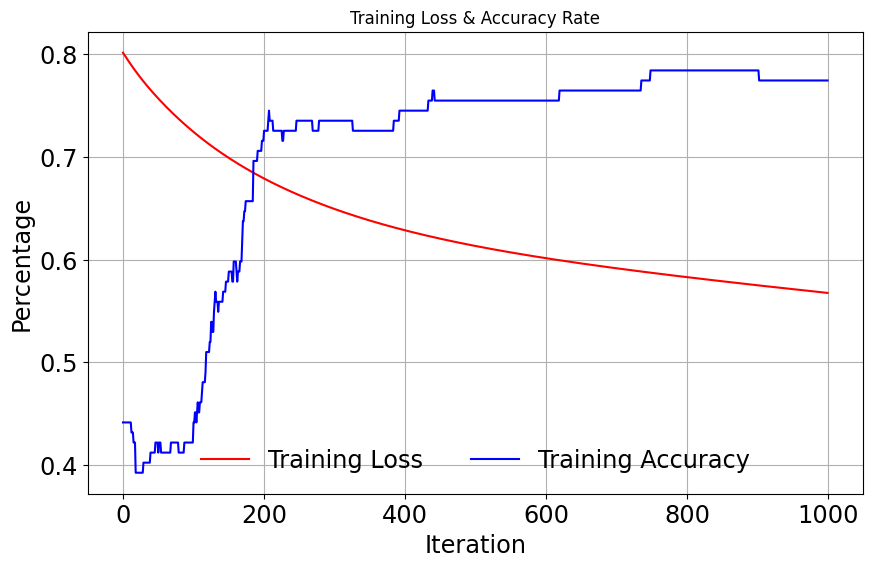 Training Loss & Accuracy Rate
0.8
0.7
0.6
0.5
0.4
Percentage
Training Loss
Training Accuracy
0 200 400 600 800 1000
Iteration